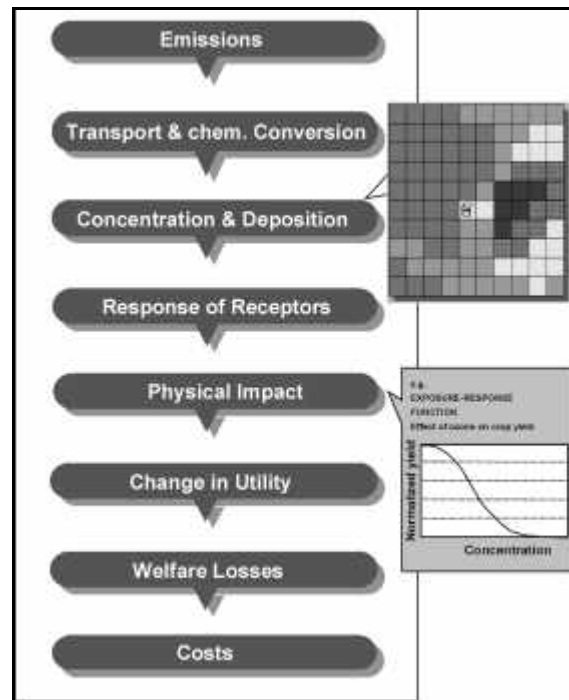 Emissions
Transport & chem. Conversion
Concentration & Deposition
Response of Receptors
Physical Impact
e.g.
EXPOSURE-RESPONSE
FUNCTION
Effect of ozone on crop yield
Normalized yield
Concentration
Change in Utility
Welfare Losses
Costs